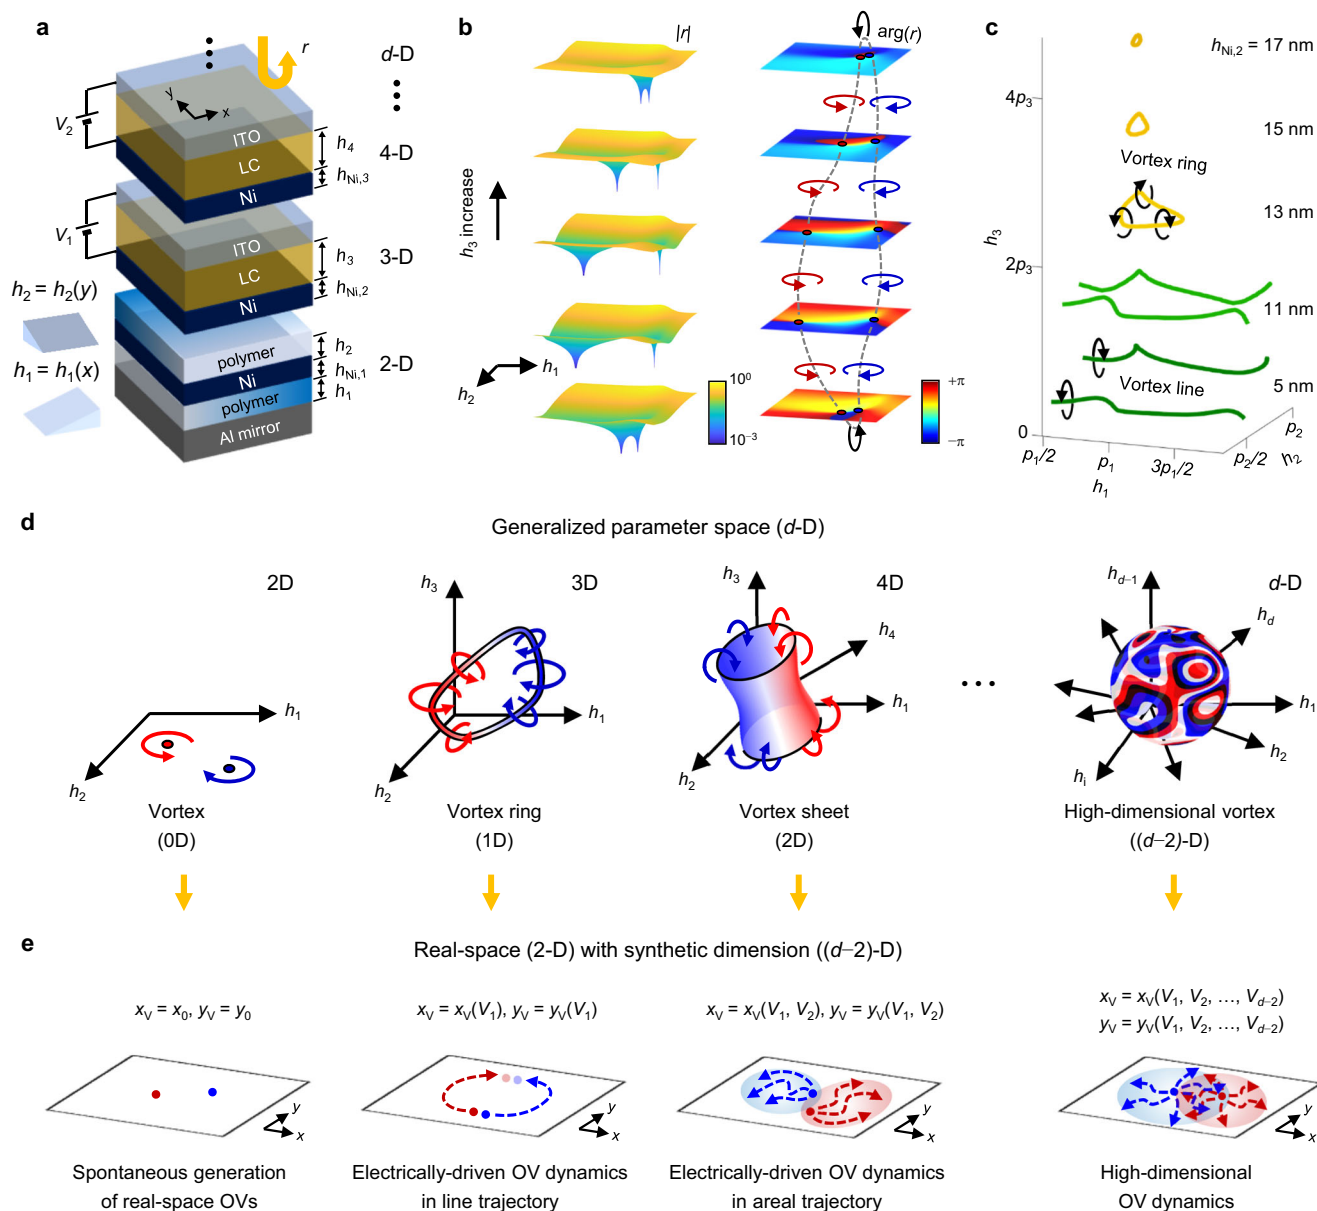 a
r
d-D
y
x
V2
ITO
LC
Ni
h4
hNi,3
4-D
V1
ITO
LC
Ni
h3
hNi,2
3-D
h2 = h2(y)
h1 = h1(x)
polymer
Ni
polymer
Al mirror
h2
hNi,1
h1
2-D
b
|r|
arg(r)
h3 increase
h1
h2
10⁰
10⁻³
+π
−π
c
hNi,2 = 17 nm
4p3
15 nm
Vortex ring
13 nm
h3
2p3
11 nm
Vortex line
5 nm
0
p1/2
p1
3p1/2
h1
p2/2
p2
h2
d
Generalized parameter space (d-D)
2D
h1
h2
Vortex
(0D)
3D
h3
h1
h2
Vortex ring
(1D)
4D
h3
h4
h1
h2
Vortex sheet
(2D)
d-D
hd−1
hd
h1
h2
hi
High-dimensional vortex
((d−2)-D)
e
Real-space (2-D) with synthetic dimension ((d−2)-D)
xV = x0, yV = y0
y
x
Spontaneous generation
of real-space OVs
xV = xV(V1), yV = yV(V1)
y
x
Electrically-driven OV dynamics
in line trajectory
xV = xV(V1, V2), yV = yV(V1, V2)
y
x
Electrically-driven OV dynamics
in areal trajectory
xV = xV(V1, V2, ..., Vd−2)
yV = yV(V1, V2, ..., Vd−2)
y
x
High-dimensional
OV dynamics